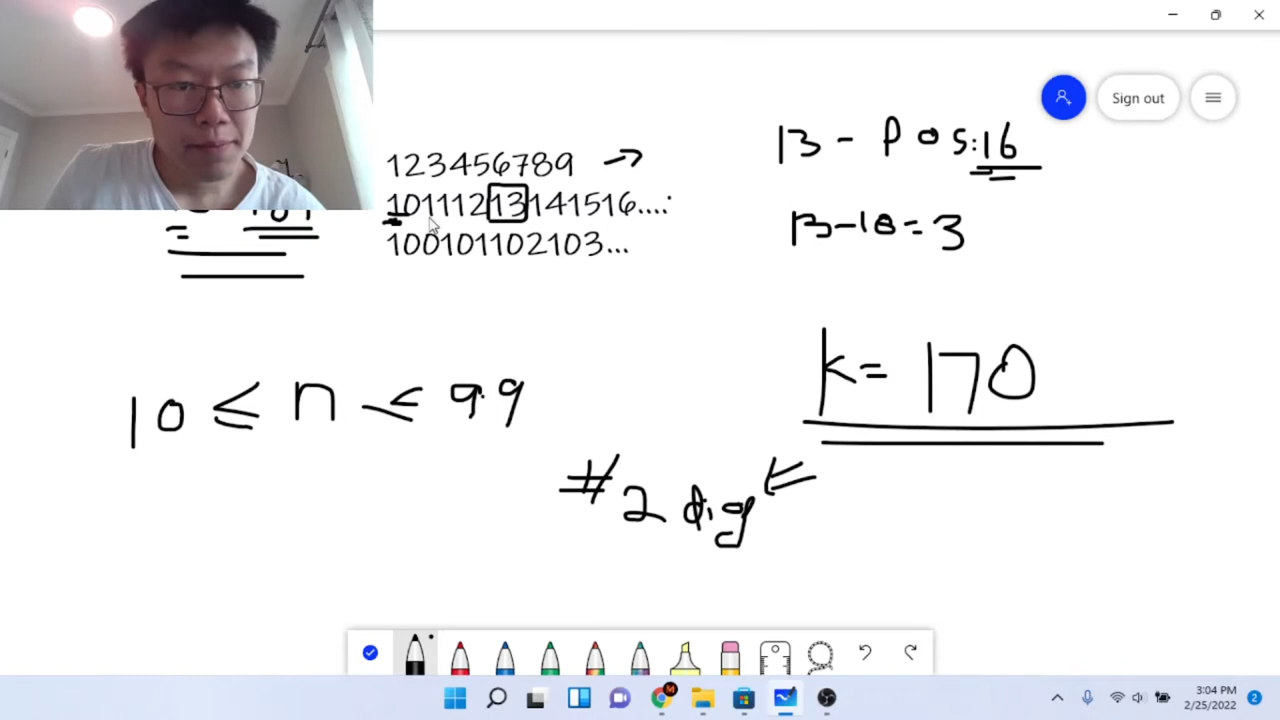 Sign out
123456789
10111213141516....
100101102103...
13 - Pos:16
13-10=3
10 ≤ n ≤ 99
k= 170
# 2 dig
3:04 PM
2/25/2022
2